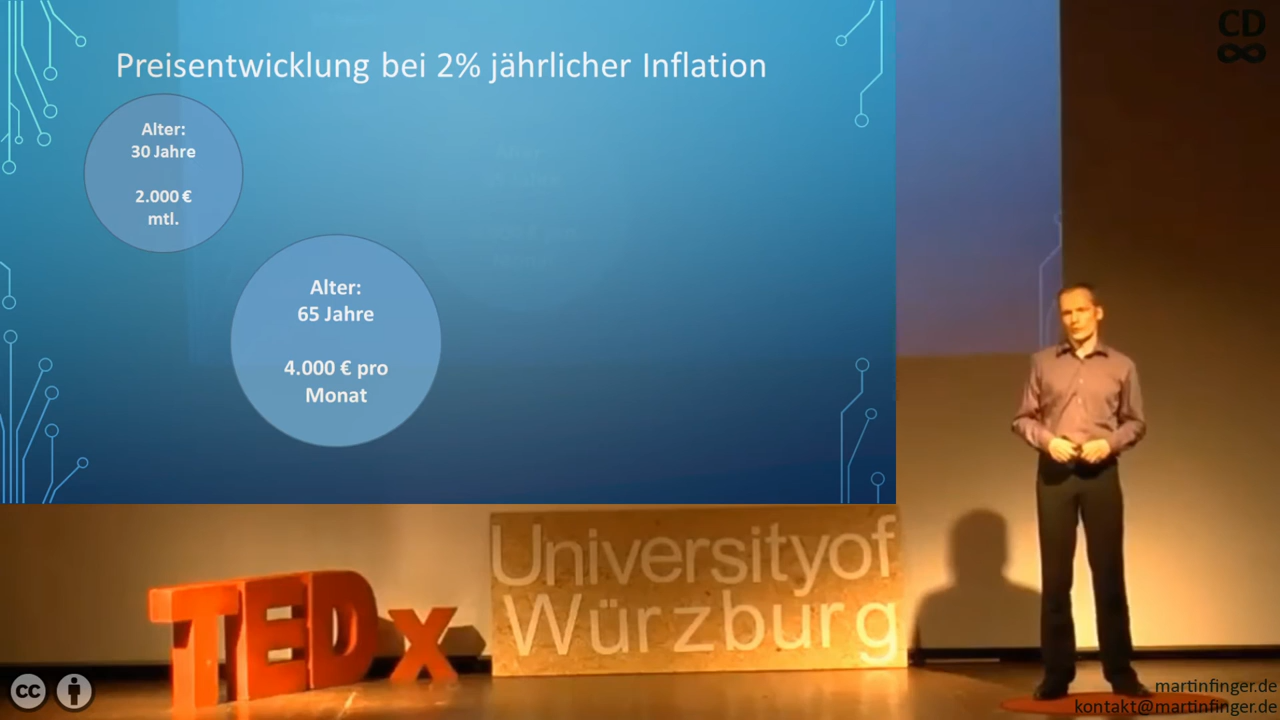 Preisentwicklung bei 2% jährlicher Inflation
Alter:
30 Jahre
2.000 €
mtl.
Alter:
65 Jahre
4.000 € pro
Monat
TEDx
Universityof
Würzburg
CD
cc
martinfinger.de
kontakt@martinfinger.de